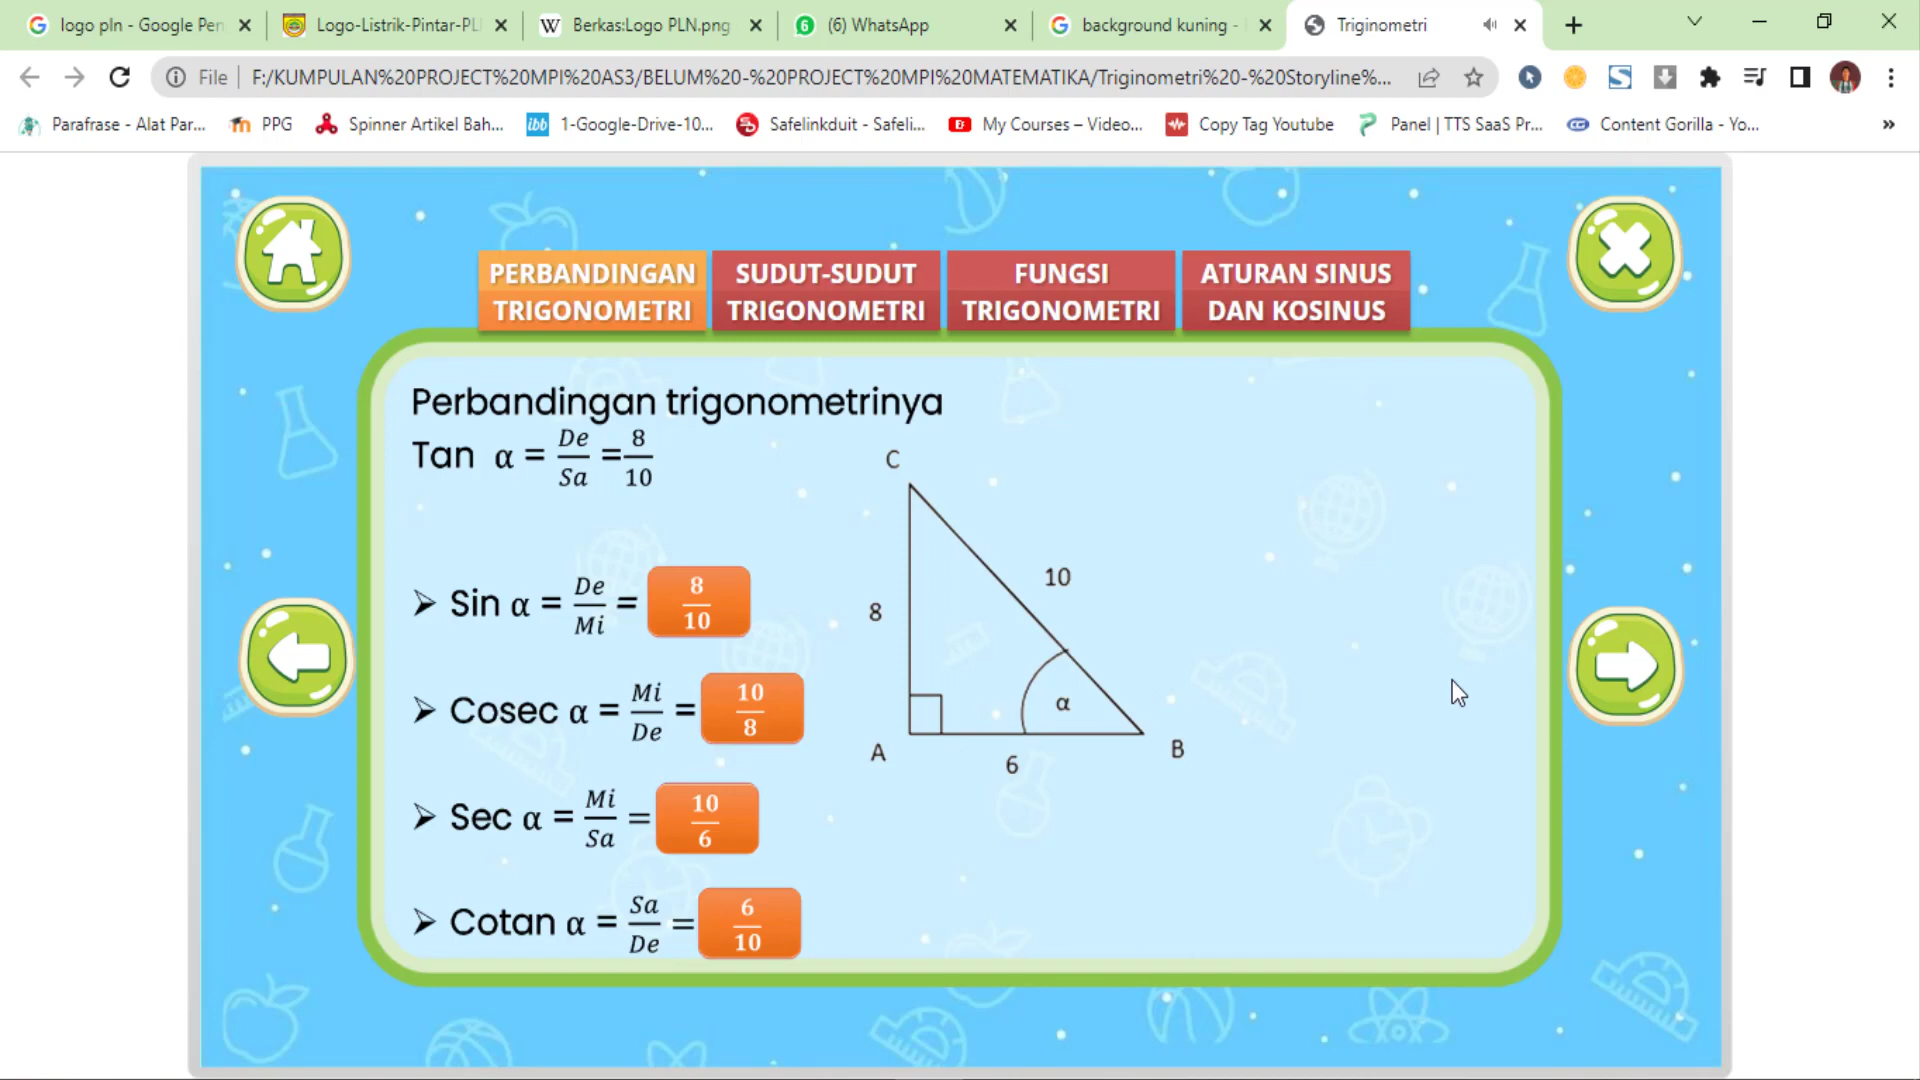 logo pln - Google Pen
Logo-Listrik-Pintar-PL
Berkas:Logo PLN.png
(6) WhatsApp
background kuning -
Triginometri
File
F:/KUMPULAN%20PROJECT%20MPI%20AS3/BELUM%20-%20PROJECT%20MPI%20MATEMATIKA/Triginometri%20-%20Storyline%...
Parafrase - Alat Par...
PPG
Spinner Artikel Bah...
1-Google-Drive-10...
Safelinkduit - Safeli...
My Courses – Video...
Copy Tag Youtube
Panel | TTS SaaS Pr...
Content Gorilla - Yo...
»
PERBANDINGAN
TRIGONOMETRI
SUDUT-SUDUT
TRIGONOMETRI
FUNGSI
TRIGONOMETRI
ATURAN SINUS
DAN KOSINUS
Perbandingan trigonometrinya
Tan α = De/Sa = 8/10
➢ Sin α = De/Mi = 8/10
➢ Cosec α = Mi/De = 10/8
➢ Sec α = Mi/Sa = 10/6
➢ Cotan α = Sa/De = 6/10
C
10
8
α
A
B
6